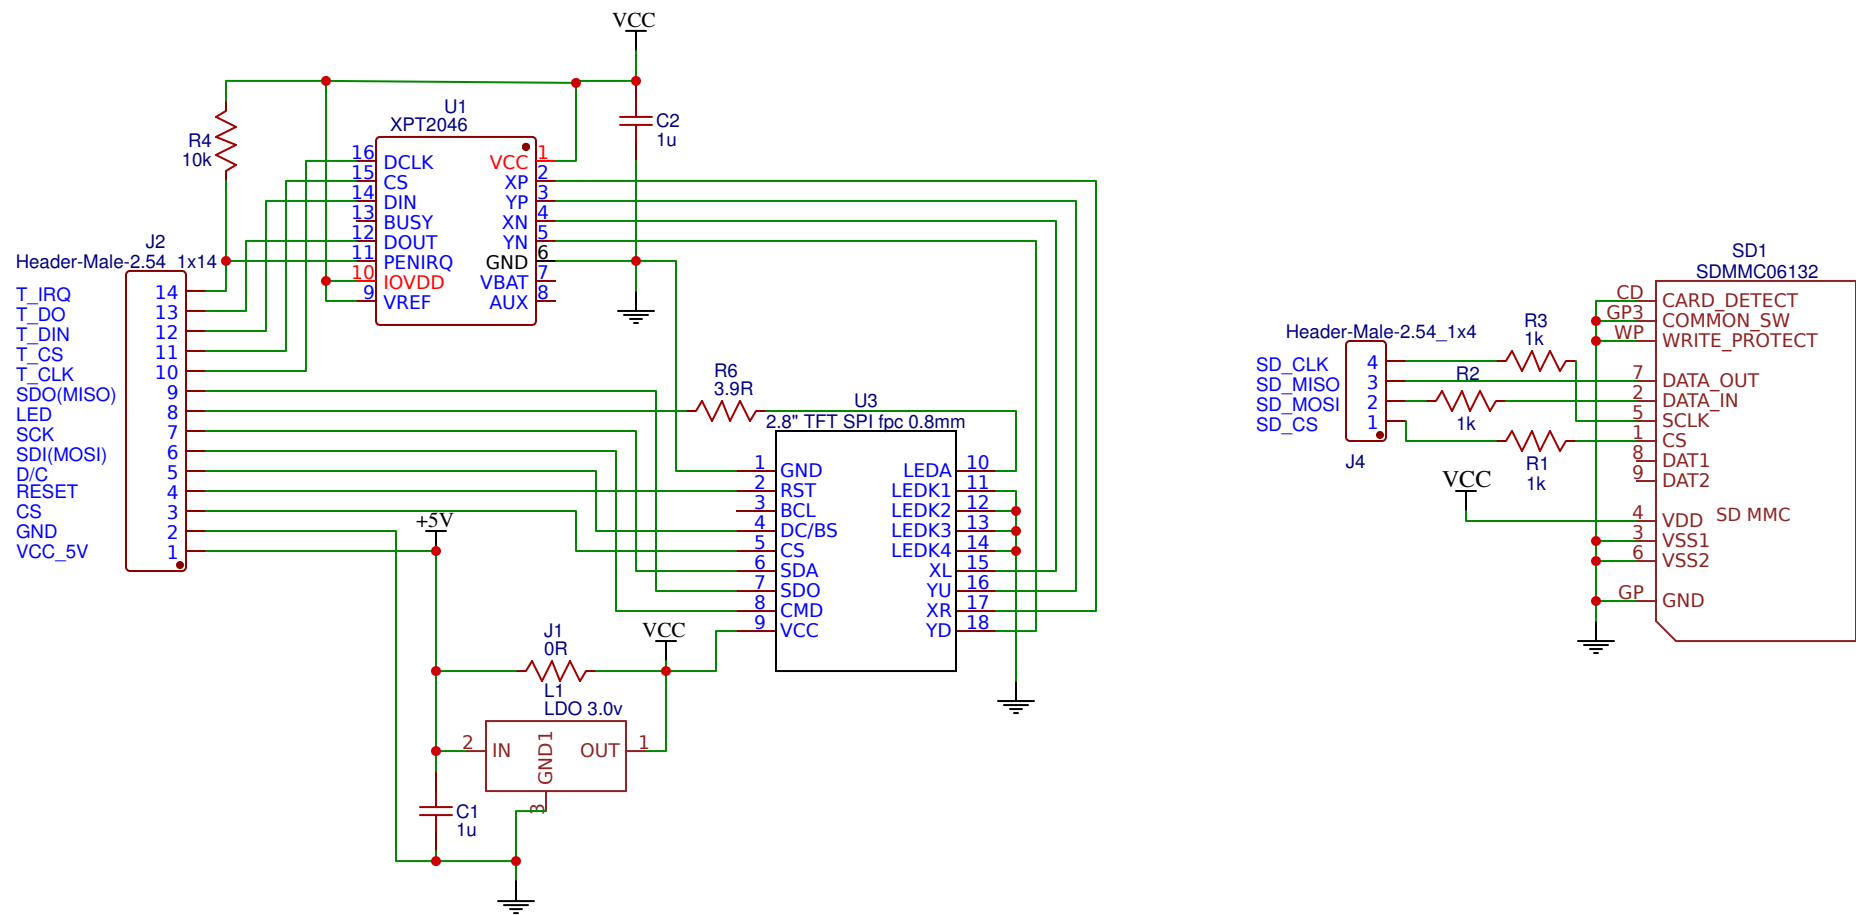 VCC
U1
XPT2046
C2
1u
R4
10k
16 DCLK VCC 1
15 CS XP 2
14 DIN YP 3
13 BUSY XN 4
12 DOUT YN 5
11 PENIRQ GND 6
10 IOVDD VBAT 7
9 VREF AUX 8
J2
Header-Male-2.54_1x14
T_IRQ 14
T_DO 13
T_DIN 12
T_CS 11
T_CLK 10
SDO(MISO) 9
LED 8
SCK 7
SDI(MOSI) 6
D/C 5
RESET 4
CS 3
GND 2
VCC_5V 1
+5V
R6
3.9R
U3
2.8" TFT SPI fpc 0.8mm
1 GND LEDA 10
2 RST LEDK1 11
3 BCL LEDK2 12
4 DC/BS LEDK3 13
5 CS LEDK4 14
6 SDA XL 15
7 SDO YU 16
8 CMD XR 17
9 VCC YD 18
J1
0R
VCC
L1
LDO 3.0v
2 IN GND1 OUT 1
3
C1
1u
Header-Male-2.54_1x4
SD_CLK 4
SD_MISO 3
SD_MOSI 2
SD_CS 1
J4
R3
1k
R2
1k
R1
1k
VCC
SD1
SDMMC06132
CD CARD_DETECT
GP3 COMMON_SW
WP WRITE_PROTECT
7 DATA_OUT
2 DATA_IN
5 SCLK
1 CS
8 DAT1
9 DAT2
4 VDD SD MMC
3 VSS1
6 VSS2
GP GND